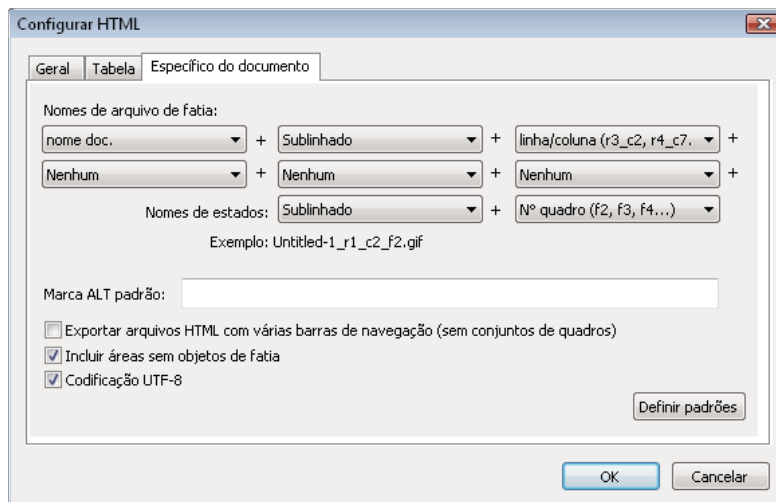 Configurar HTML
Geral Tabela Específico do documento
Nomes de arquivo de fatia:
nome doc. + Sublinhado + linha/coluna (r3_c2, r4_c7. +
Nenhum + Nenhum + Nenhum +
Nomes de estados: Sublinhado + Nº quadro (f2, f3, f4...)
Exemplo: Untitled-1_r1_c2_f2.gif
Marca ALT padrão:
Exportar arquivos HTML com várias barras de navegação (sem conjuntos de quadros)
Incluir áreas sem objetos de fatia
Codificação UTF-8
Definir padrões
OK Cancelar